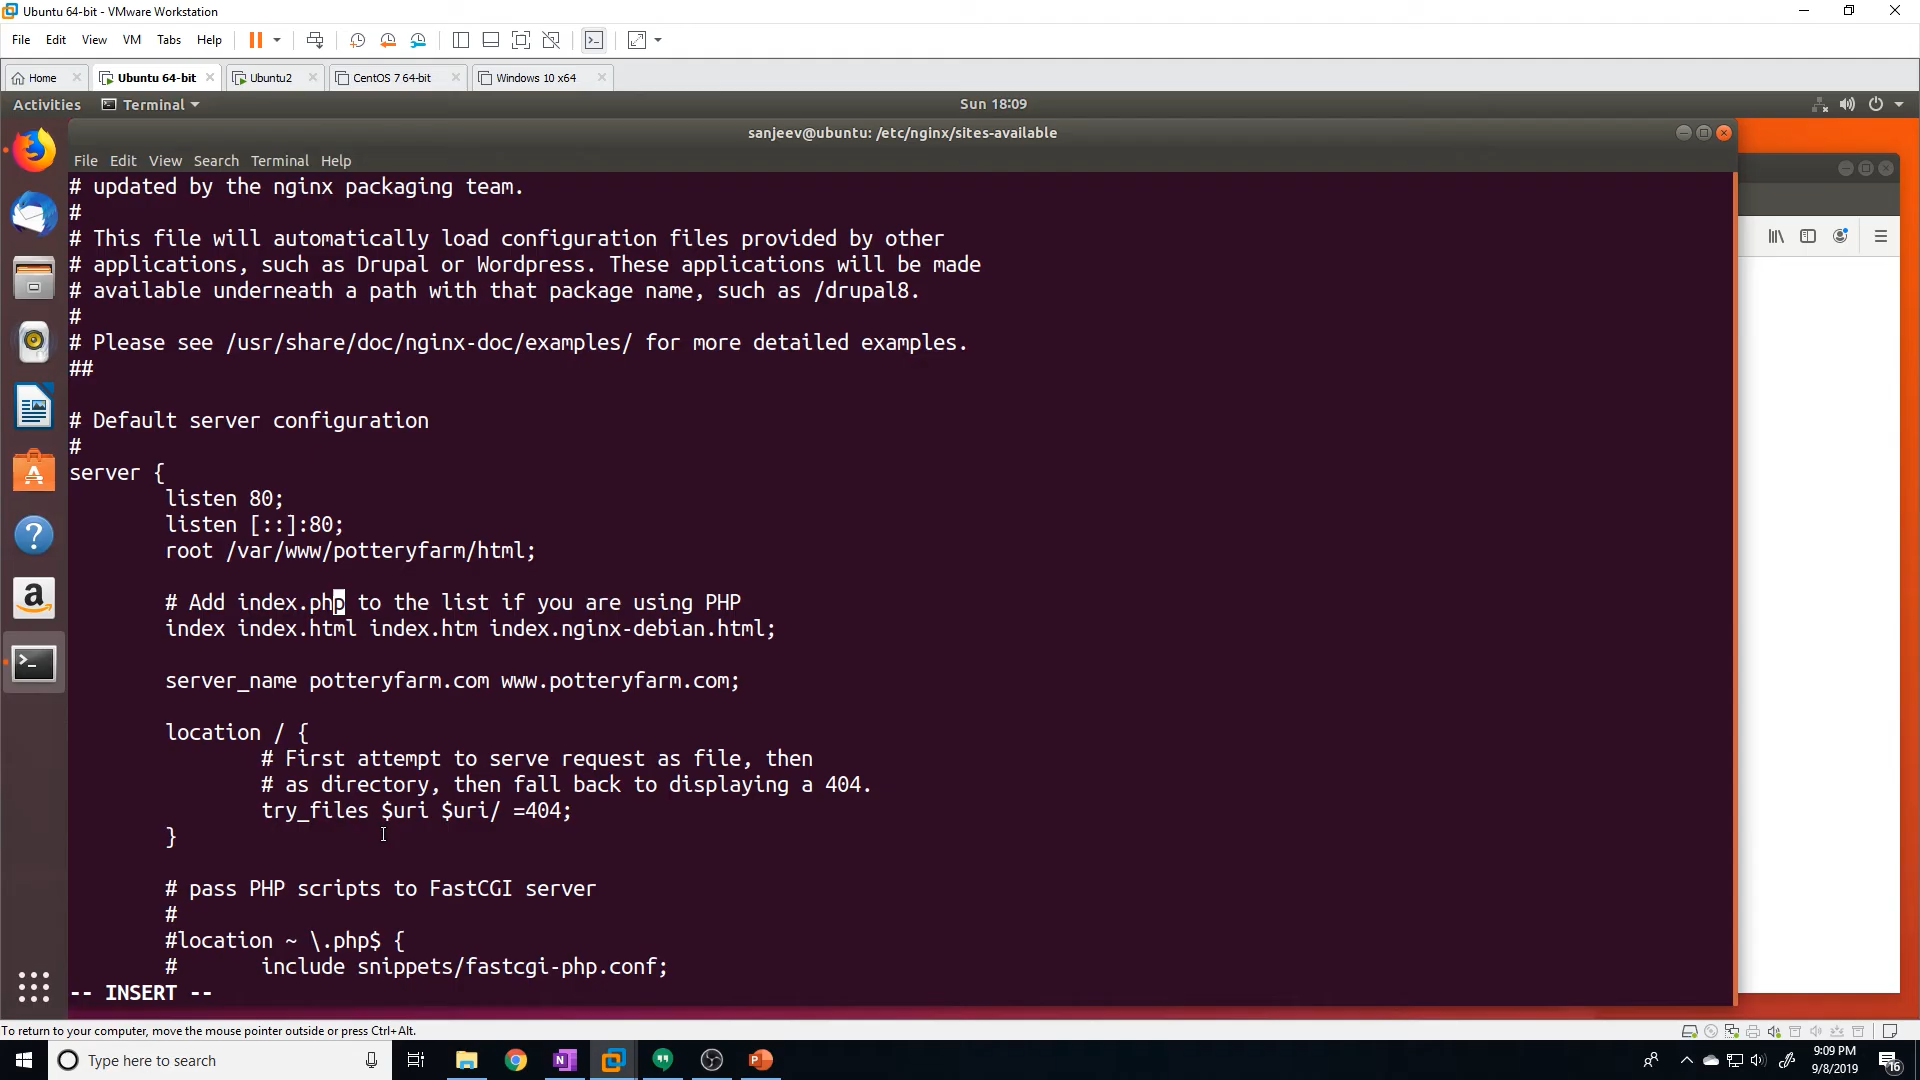 Ubuntu 64-bit - VMware Workstation
File Edit View VM Tabs Help
Home Ubuntu 64-bit Ubuntu2 CentOS 7 64-bit Windows 10 x64
Activities Terminal Sun 18:09
sanjeev@ubuntu: /etc/nginx/sites-available
File Edit View Search Terminal Help
# updated by the nginx packaging team.
#
# This file will automatically load configuration files provided by other
# applications, such as Drupal or Wordpress. These applications will be made
# available underneath a path with that package name, such as /drupal8.
#
# Please see /usr/share/doc/nginx-doc/examples/ for more detailed examples.
##
# Default server configuration
#
server {
listen 80;
listen [::]:80;
root /var/www/potteryfarm/html;
# Add index.php to the list if you are using PHP
index index.html index.htm index.nginx-debian.html;
server_name potteryfarm.com www.potteryfarm.com;
location / {
# First attempt to serve request as file, then
# as directory, then fall back to displaying a 404.
try_files $uri $uri/ =404;
}
# pass PHP scripts to FastCGI server
#
#location ~ \.php$ {
# include snippets/fastcgi-php.conf;
-- INSERT --
To return to your computer, move the mouse pointer outside or press Ctrl+Alt.
Type here to search
9:09 PM
9/8/2019
16